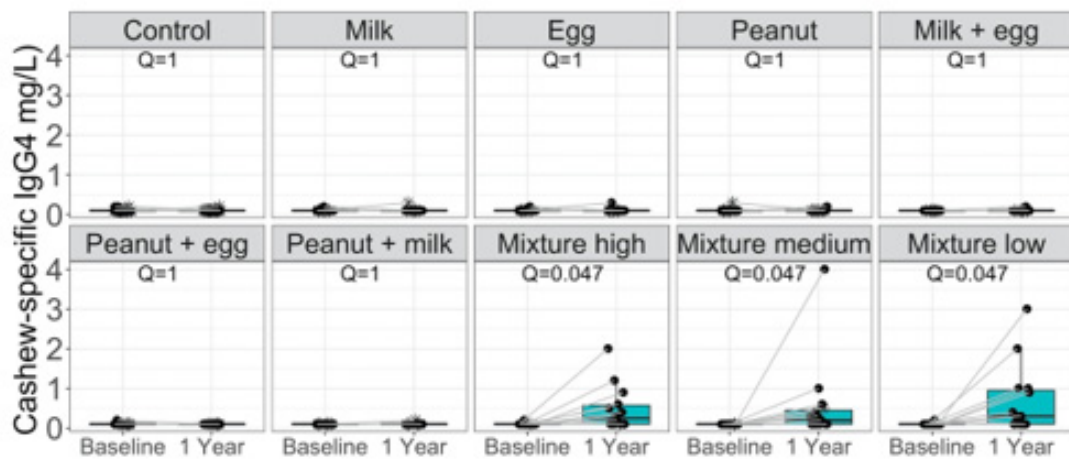 Cashew-specific IgG4 mg/L)
Control
Milk
Egg
Peanut
Milk + egg
Q=1
Q=1
Q=1
Q=1
Q=1
4
3
2
1
0
Peanut + egg
Peanut + milk
Mixture high
Mixture medium
Mixture low
Q=1
Q=1
Q=0.047
Q=0.047
Q=0.047
4
3
2
1
0
Baseline 1 Year
Baseline 1 Year
Baseline 1 Year
Baseline 1 Year
Baseline 1 Year